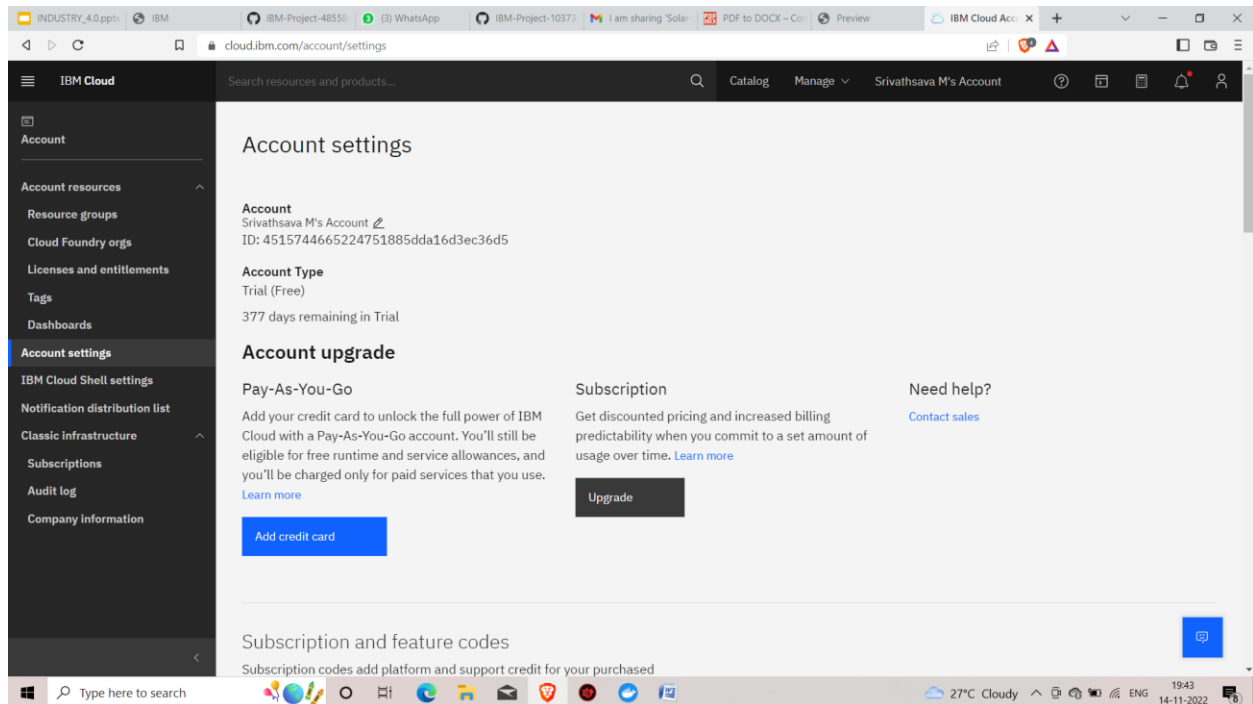 INDUSTRY_4.0.pptx
IBM
IBM-Project-48558
(3) WhatsApp
IBM-Project-10373
I am sharing 'Solar
PDF to DOCX – Con
Preview
IBM Cloud Acc
cloud.ibm.com/account/settings
IBM Cloud
Search resources and products...
Catalog
Manage
Srivathsava M's Account
Account
Account resources
Resource groups
Cloud Foundry orgs
Licenses and entitlements
Tags
Dashboards
Account settings
IBM Cloud Shell settings
Notification distribution list
Classic infrastructure
Subscriptions
Audit log
Company information
Account settings
Account
Srivathsava M's Account
ID: 4515744665224751885dda16d3ec36d5
Account Type
Trial (Free)
377 days remaining in Trial
Account upgrade
Pay-As-You-Go
Add your credit card to unlock the full power of IBM
Cloud with a Pay-As-You-Go account. You'll still be
eligible for free runtime and service allowances, and
you'll be charged only for paid services that you use.
Learn more
Add credit card
Subscription
Get discounted pricing and increased billing
predictability when you commit to a set amount of
usage over time. Learn more
Upgrade
Need help?
Contact sales
Subscription and feature codes
Subscription codes add platform and support credit for your purchased
Type here to search
27°C Cloudy
ENG
19:43
14-11-2022
8